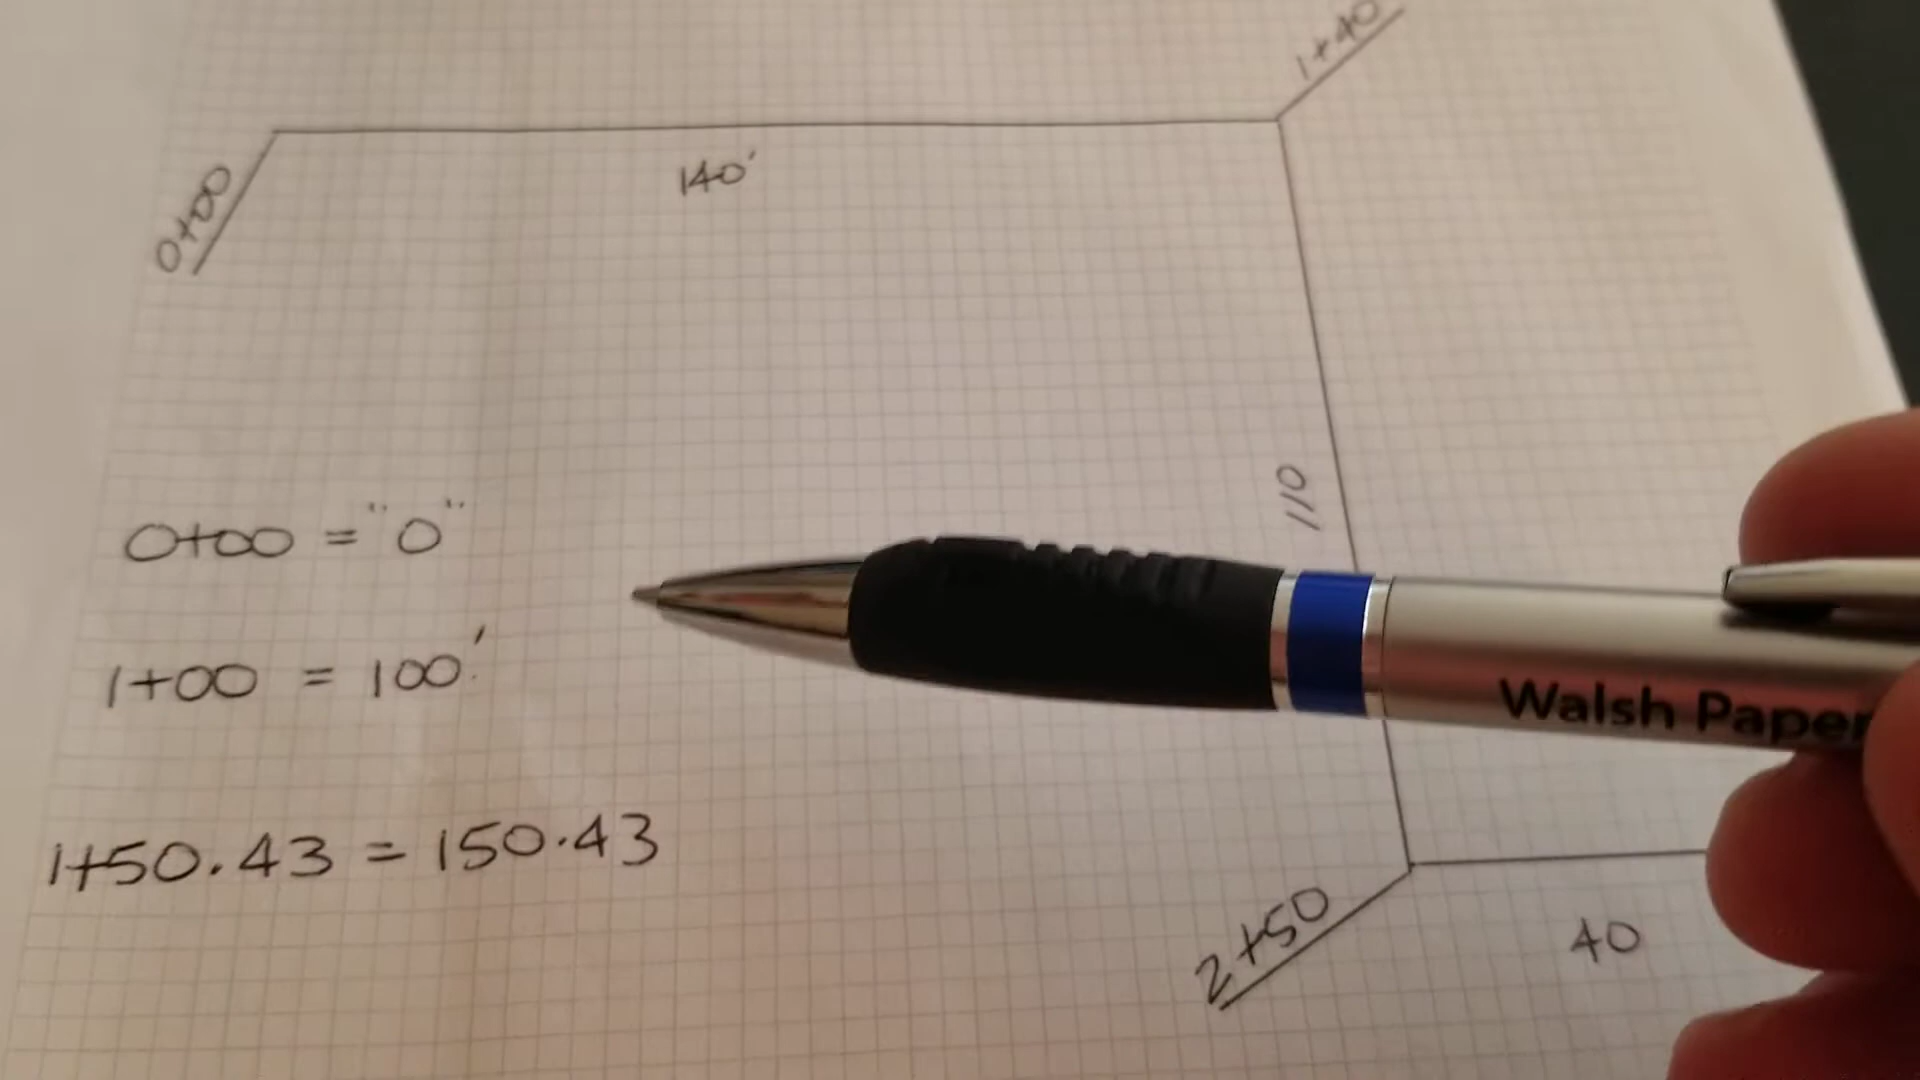 1+40
0+00
140'
110
0+00 = "0"
1+00 = 100'
Walsh Paper
1+50.43 = 150.43
2+50
40